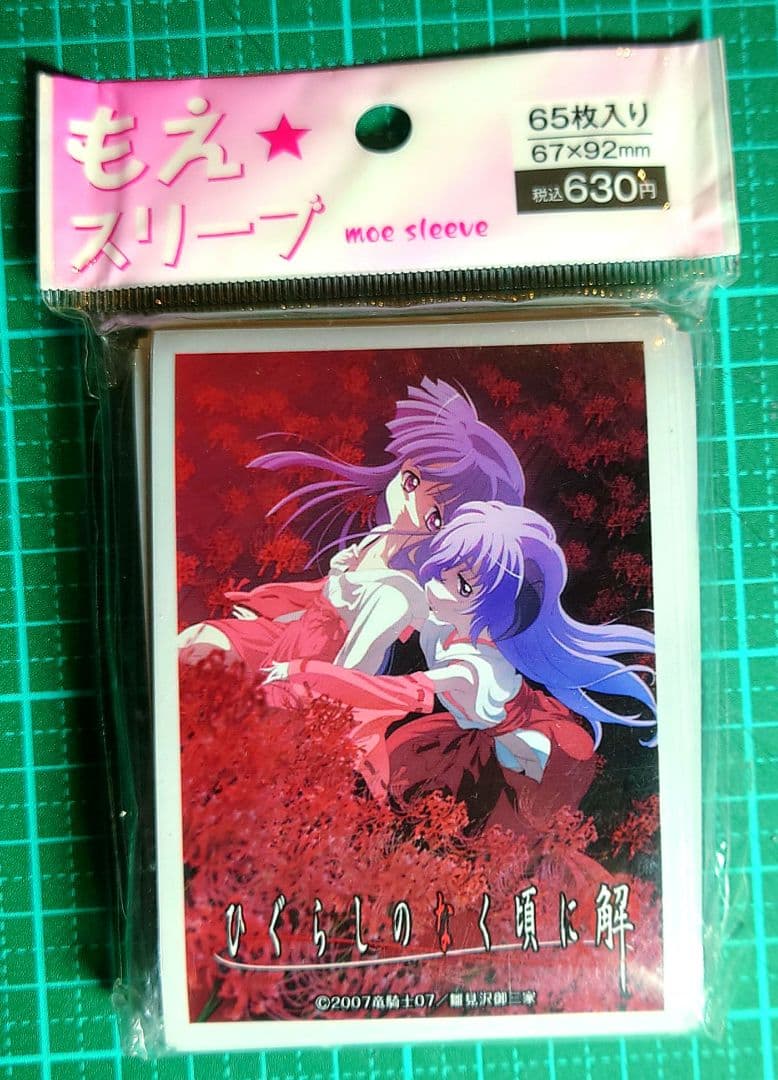 もえ★
スリーブ
moe sleeve
65枚入り
67×92mm
税込630円
ひぐらしのなく頃に解
©2007竜騎士07／雛見沢御三家